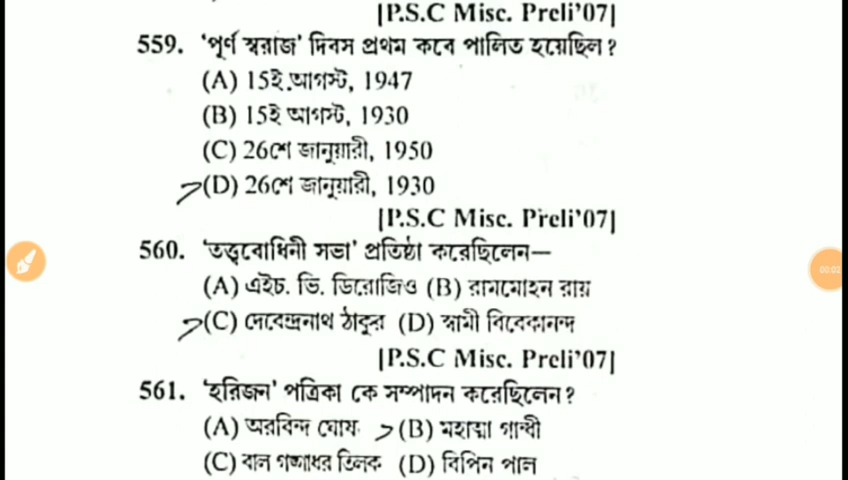 [P.S.C Misc. Preli'07]
559. 'পূর্ণ স্বরাজ' দিবস প্রথম কবে পালিত হয়েছিল?
(A) 15ই আগস্ট, 1947
(B) 15ই আগস্ট, 1930
(C) 26শে জানুয়ারী, 1950
(D) 26শে জানুয়ারী, 1930
[P.S.C Misc. Preli'07]
560. 'তত্ত্ববোধিনী সভা' প্রতিষ্ঠা করেছিলেন—
(A) এইচ. ভি. ডিরোজিও (B) রামমোহন রায়
(C) দেবেন্দ্রনাথ ঠাকুর (D) স্বামী বিবেকানন্দ
[P.S.C Misc. Preli'07]
561. 'হরিজন' পত্রিকা কে সম্পাদন করেছিলেন?
(A) অরবিন্দ ঘোষ (B) মহাত্মা গান্ধী
(C) বাল গঙ্গাধর তিলক (D) বিপিন পাল
00:02